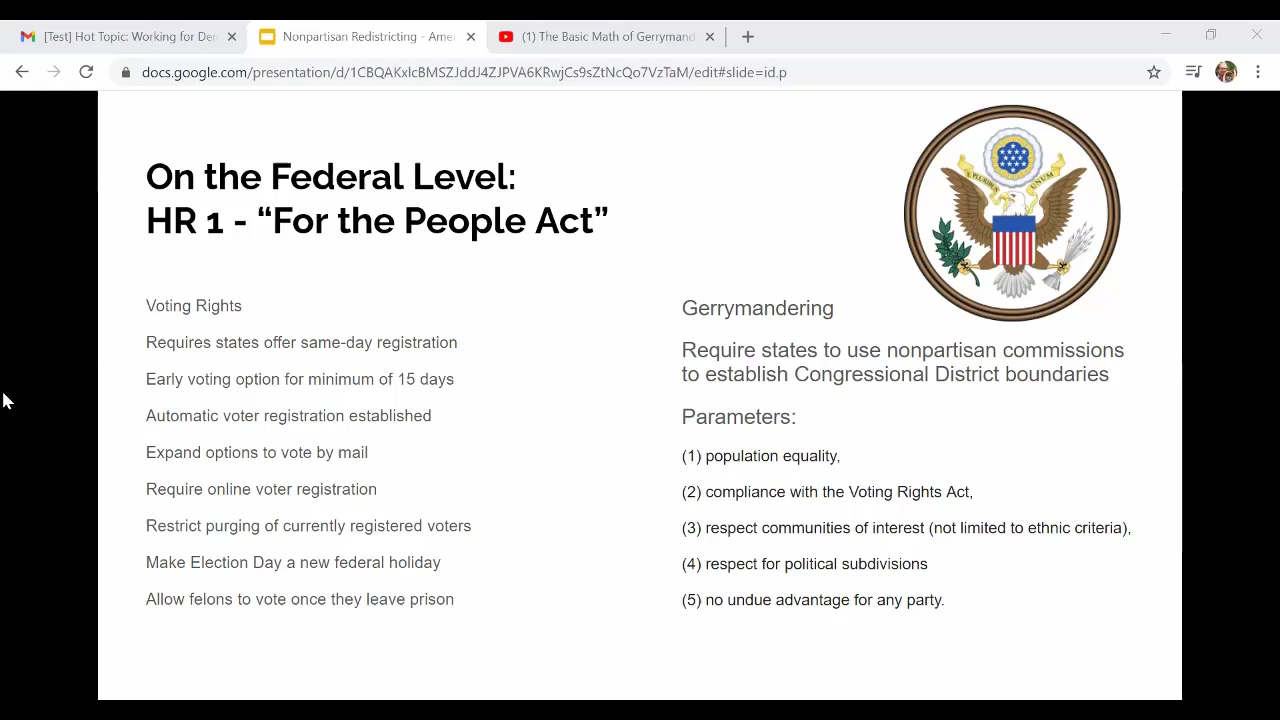 [Test] Hot Topic: Working for Den
Nonpartisan Redistricting - Amer
(1) The Basic Math of Gerrymand
docs.google.com/presentation/d/1CBQAKxlcBMSZJddJ4ZJPVA6KRwjCs9sZtNcQo7VzTaM/edit#slide=id.p
On the Federal Level:
HR 1 - “For the People Act”
E PLURIBUS UNUM
Voting Rights
Requires states offer same-day registration
Early voting option for minimum of 15 days
Automatic voter registration established
Expand options to vote by mail
Require online voter registration
Restrict purging of currently registered voters
Make Election Day a new federal holiday
Allow felons to vote once they leave prison
Gerrymandering
Require states to use nonpartisan commissions
to establish Congressional District boundaries
Parameters:
(1) population equality,
(2) compliance with the Voting Rights Act,
(3) respect communities of interest (not limited to ethnic criteria),
(4) respect for political subdivisions
(5) no undue advantage for any party.